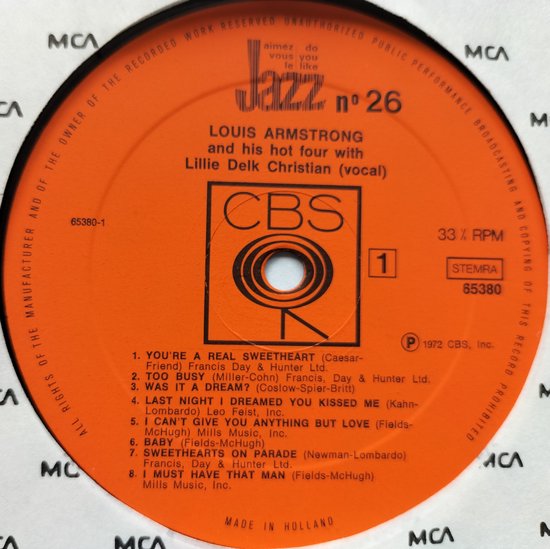 MCA
MCA
aimez do
vous you
le like
Jazz nº 26
LOUIS ARMSTRONG
and his hot four with
Lillie Delk Christian (vocal)
CBS
65380-1
33⅓ RPM
1
STEMRA
65380
Ⓟ 1972 CBS, Inc.
1. YOU'RE A REAL SWEETHEART (Caesar-
Friend) Francis Day & Hunter Ltd.
2. TOO BUSY (Miller-Cohn) Francis, Day & Hunter Ltd.
3. WAS IT A DREAM? (Coslow-Spier-Britt)
4. LAST NIGHT I DREAMED YOU KISSED ME (Kahn-
Lombardo) Leo Feist, Inc.
5. I CAN'T GIVE YOU ANYTHING BUT LOVE (Fields-
McHugh) Mills Music, Inc.
6. BABY (Fields-McHugh)
7. SWEETHEARTS ON PARADE (Newman-Lombardo)
Francis, Day & Hunter Ltd.
8. I MUST HAVE THAT MAN (Fields-McHugh)
Mills Music, Inc.
MADE IN HOLLAND
ALL RIGHTS OF THE MANUFACTURER AND OF THE OWNER OF THE RECORDED WORK RESERVED UNAUTHORIZED PUBLIC PERFORMANCE BROADCASTING AND COPYING OF THIS RECORD PROHIBITED
MCA
MCA
MCA
MCA